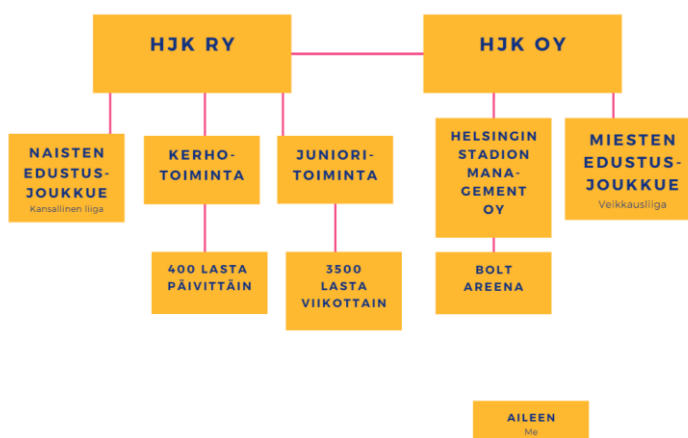 HJK RY
HJK OY
NAISTEN
EDUSTUS-
JOUKKUE
Kansallinen liiga
KERHO-
TOIMINTA
JUNIORI-
TOIMINTA
HELSINGIN
STADION
MANA-
GEMENT
OY
MIESTEN
EDUSTUS-
JOUKKUE
Veikkausliiga
400 LASTA
PÄIVITTÄIN
3500
LASTA
VIIKOTTAIN
BOLT
AREENA
AILEEN
Me